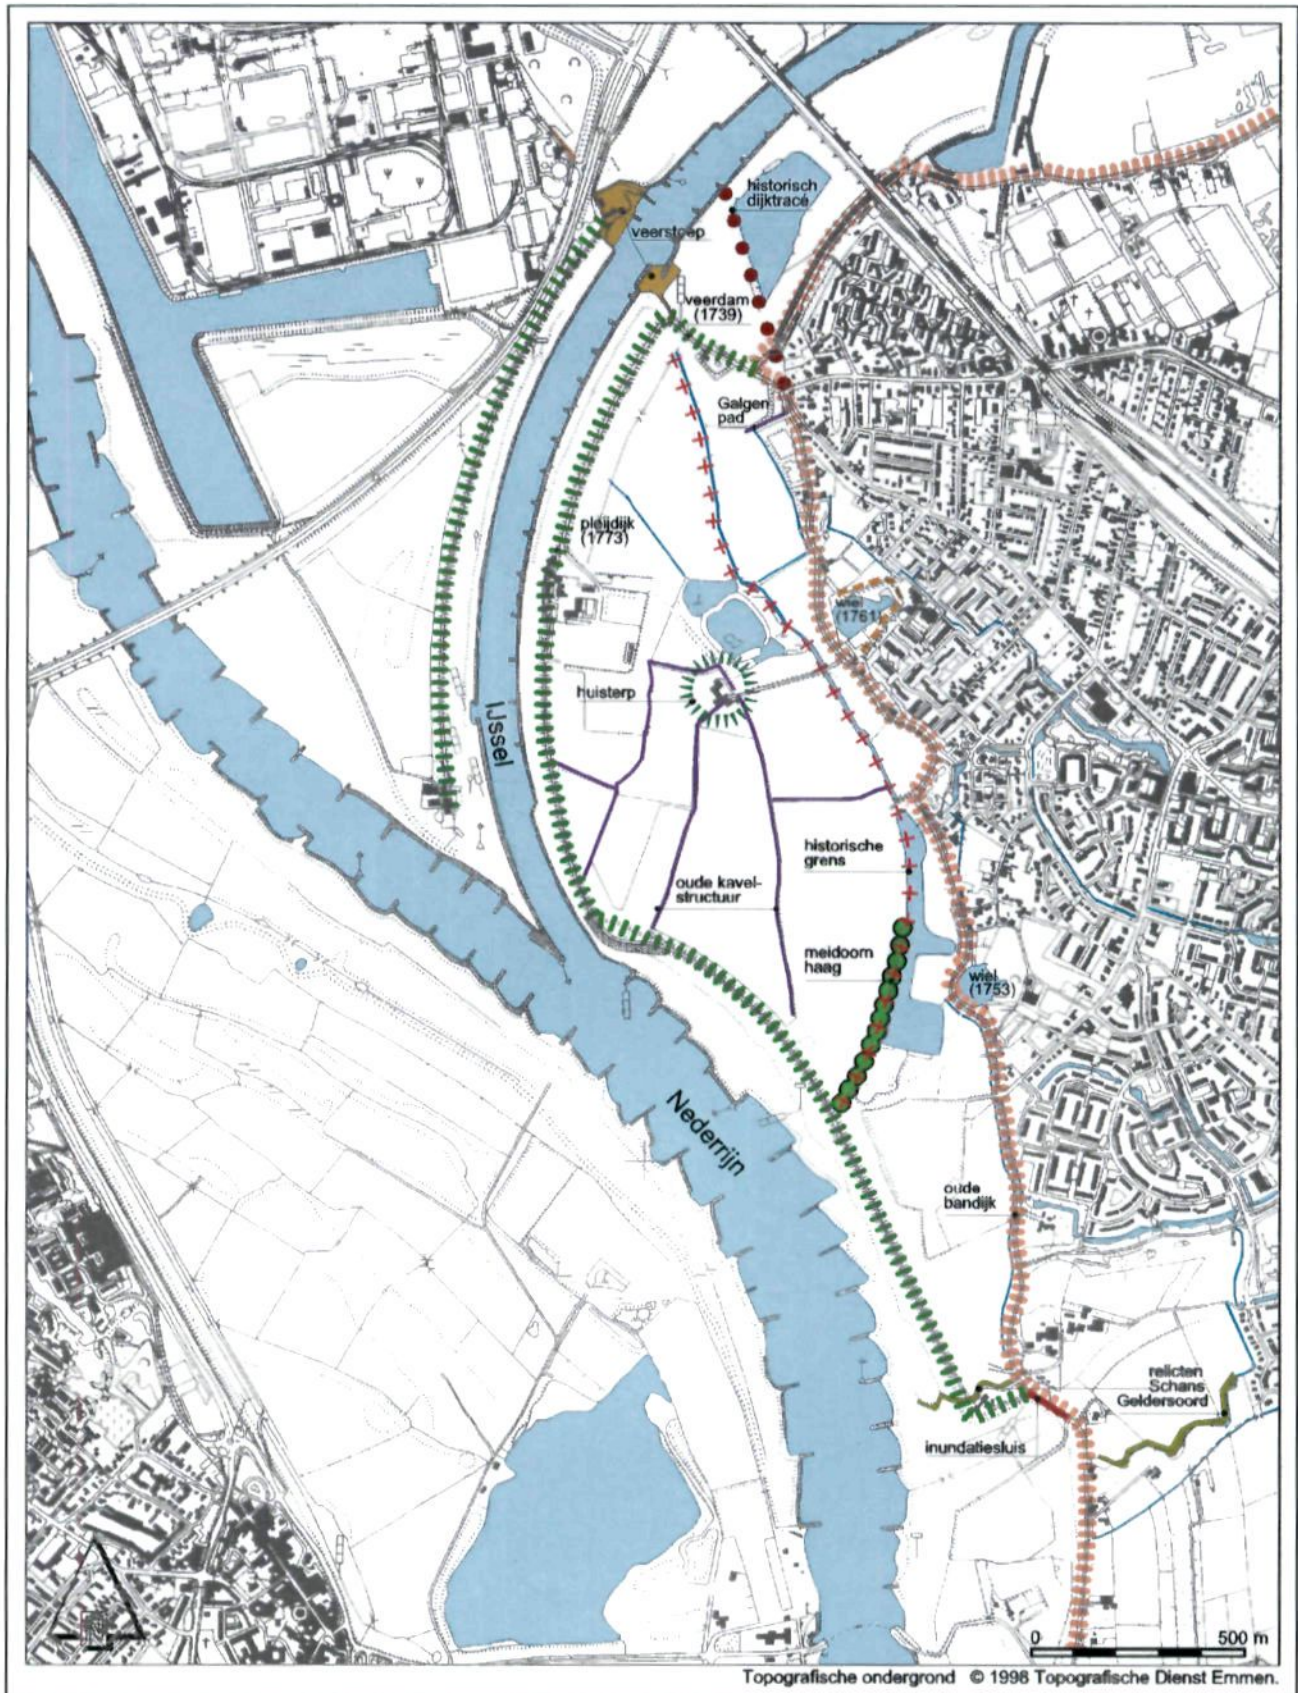 historisch
dijktracé
veerstoep
veerdam
(1739)
Galgen
pad
pleijdijk
(1773)
wiel
(1761)
huisterp
IJssel
historische
grens
oude kavel-
structuur
meidoorn
haag
wiel
(1753)
Nederrijn
oude
bandijk
relicten
Schans
Geldersoord
inundatiesluis
0 500 m
Topografische ondergrond © 1998 Topografische Dienst Emmen.